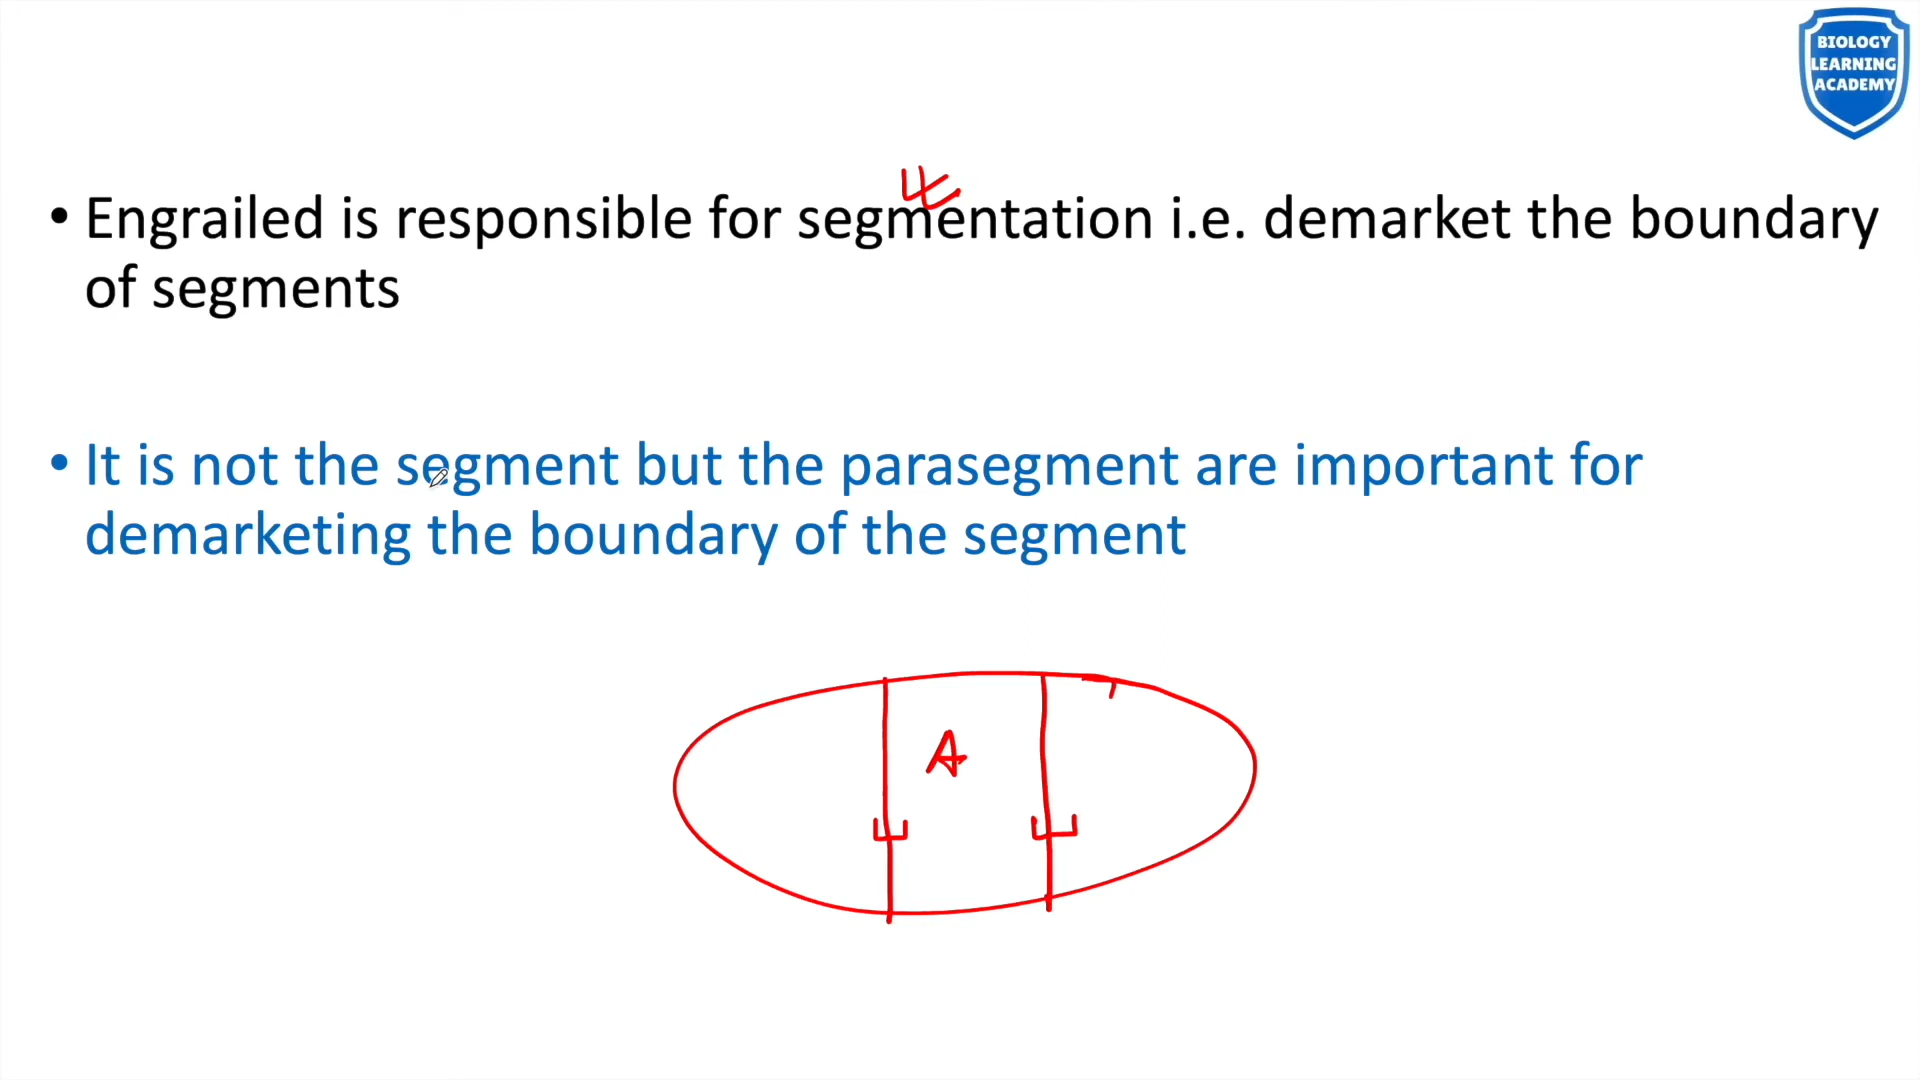 BIOLOGY
LEARNING
ACADEMY
• Engrailed is responsible for segmentation i.e. demarket the boundary
of segments
• It is not the segment but the parasegment are important for
demarketing the boundary of the segment
A